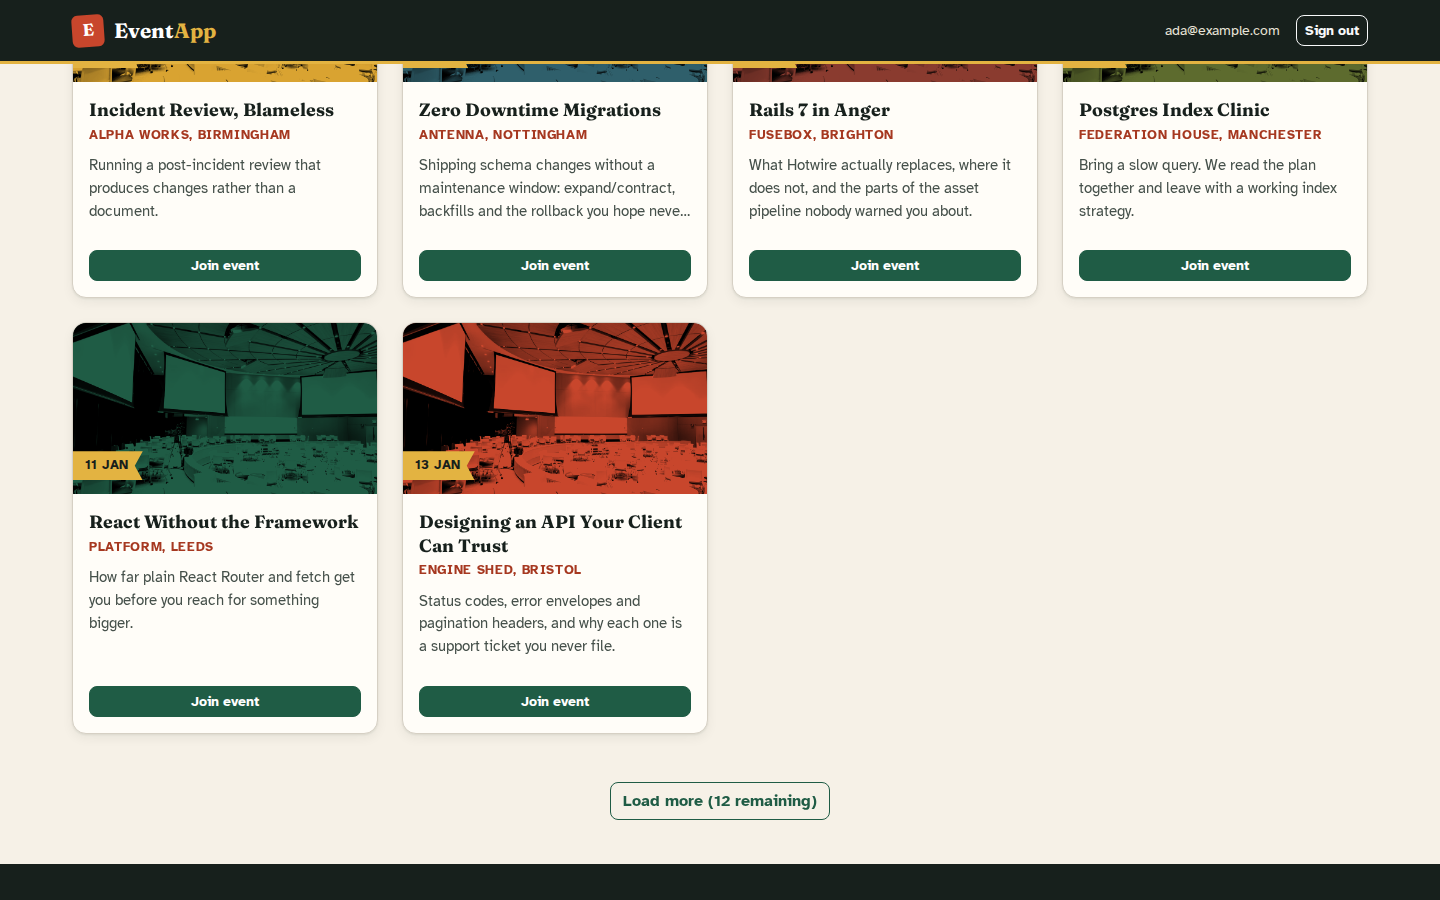 E EventApp
ada@example.com
Sign out
Incident Review, Blameless
ALPHA WORKS, BIRMINGHAM
Running a post-incident review that
produces changes rather than a
document.
Join event
Zero Downtime Migrations
ANTENNA, NOTTINGHAM
Shipping schema changes without a
maintenance window: expand/contract,
backfills and the rollback you hope neve...
Join event
Rails 7 in Anger
FUSEBOX, BRIGHTON
What Hotwire actually replaces, where it
does not, and the parts of the asset
pipeline nobody warned you about.
Join event
Postgres Index Clinic
FEDERATION HOUSE, MANCHESTER
Bring a slow query. We read the plan
together and leave with a working index
strategy.
Join event
11 JAN
React Without the Framework
PLATFORM, LEEDS
How far plain React Router and fetch get
you before you reach for something
bigger.
Join event
13 JAN
Designing an API Your Client
Can Trust
ENGINE SHED, BRISTOL
Status codes, error envelopes and
pagination headers, and why each one is
a support ticket you never file.
Join event
Load more (12 remaining)